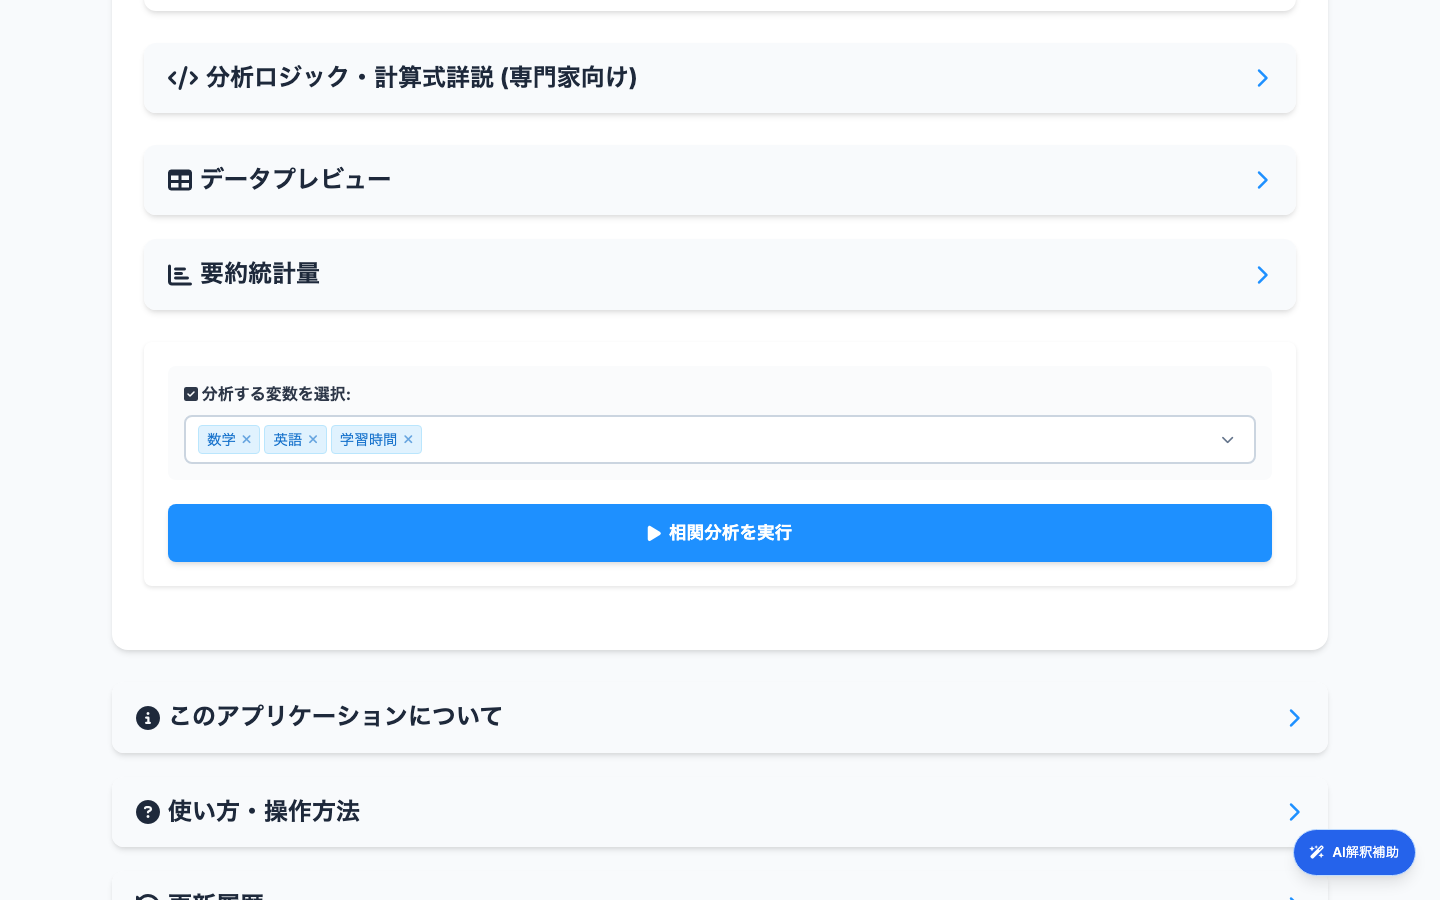 分析ロジック・計算式詳説 (専門家向け)
データプレビュー
要約統計量
分析する変数を選択:
数学 × 英語 × 学習時間 ×
相関分析を実行
このアプリケーションについて
使い方・操作方法
AI解釈補助
更新履歴